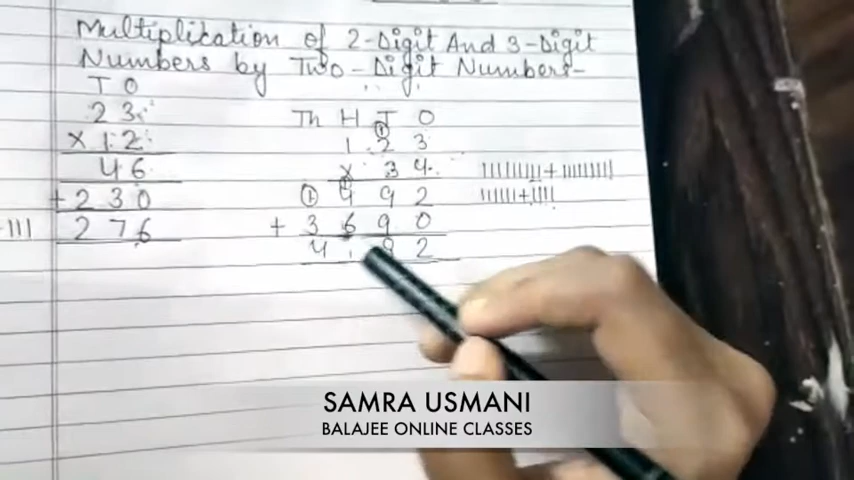 Multiplication of 2-Digit And 3-Digit
Numbers by Two-Digit Numbers-
T O
2 3
× 1 2
4 6
+ 2 3 0
2 7 6
Th H T O
1
1 2 3
× 3 4
1
1 4 9 2
+ 3 6 9 0
4 1 8 2
SAMRA USMANI
BALAJEE ONLINE CLASSES